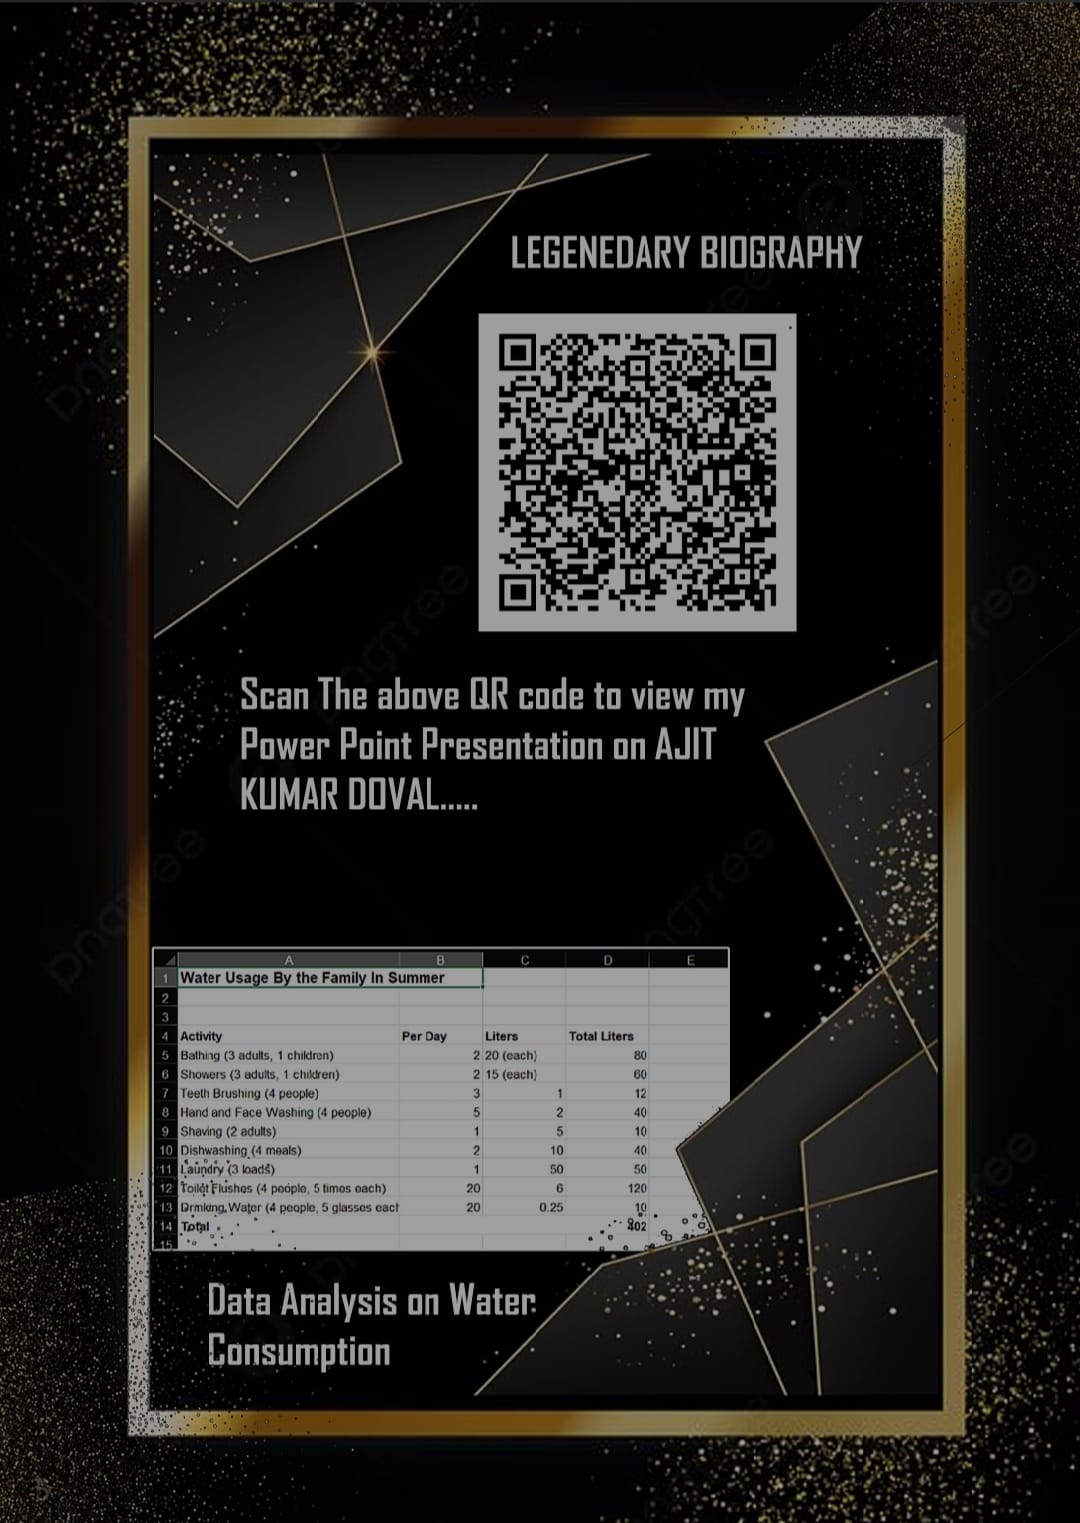 LEGENEDARY BIOGRAPHY
Scan The above QR code to view my
Power Point Presentation on AJIT
KUMAR DOVAL.....
A B C D E
1 Water Usage By the Family In Summer
2
3
4 Activity Per Day Liters Total Liters
5 Bathing (3 adults, 1 children) 2 20 (each) 80
6 Showers (3 adults, 1 children) 2 15 (each) 60
7 Teeth Brushing (4 people) 3 1 12
8 Hand and Face Washing (4 people) 5 2 40
9 Shaving (2 adults) 1 5 10
10 Dishwashing (4 meals) 2 10 40
11 Laundry (3 loads) 1 50 50
12 Toilet Flushes (4 people, 5 times each) 20 6 120
13 Drinking Water (4 people, 5 glasses each 20 0.25 10
14 Total 402
15
Data Analysis on Water
Consumption
pngtree
pngtree
pngtree
pngtree